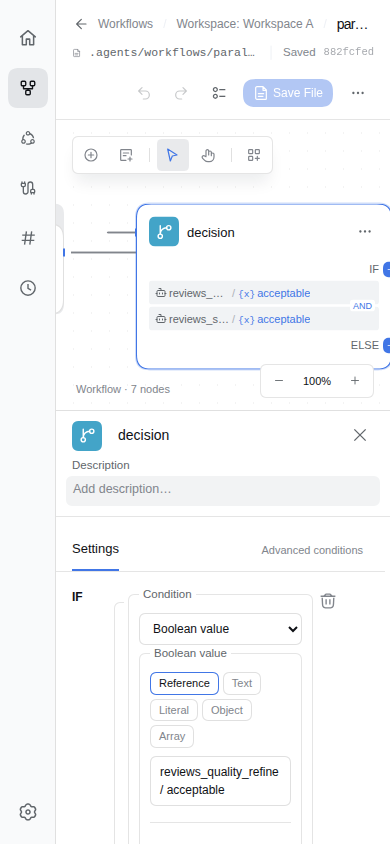 Workflows / Workspace: Workspace A / par…
.agents/workflows/paral… Saved 882fcfed
Save File
decision
IF
reviews_… / {x} acceptable
AND
reviews_s… / {x} acceptable
ELSE
Workflow · 7 nodes
100%
decision
Description
Add description…
Settings
Advanced conditions
IF
Condition
Boolean value
Boolean value
Reference Text
Literal Object
Array
reviews_quality_refine
/ acceptable